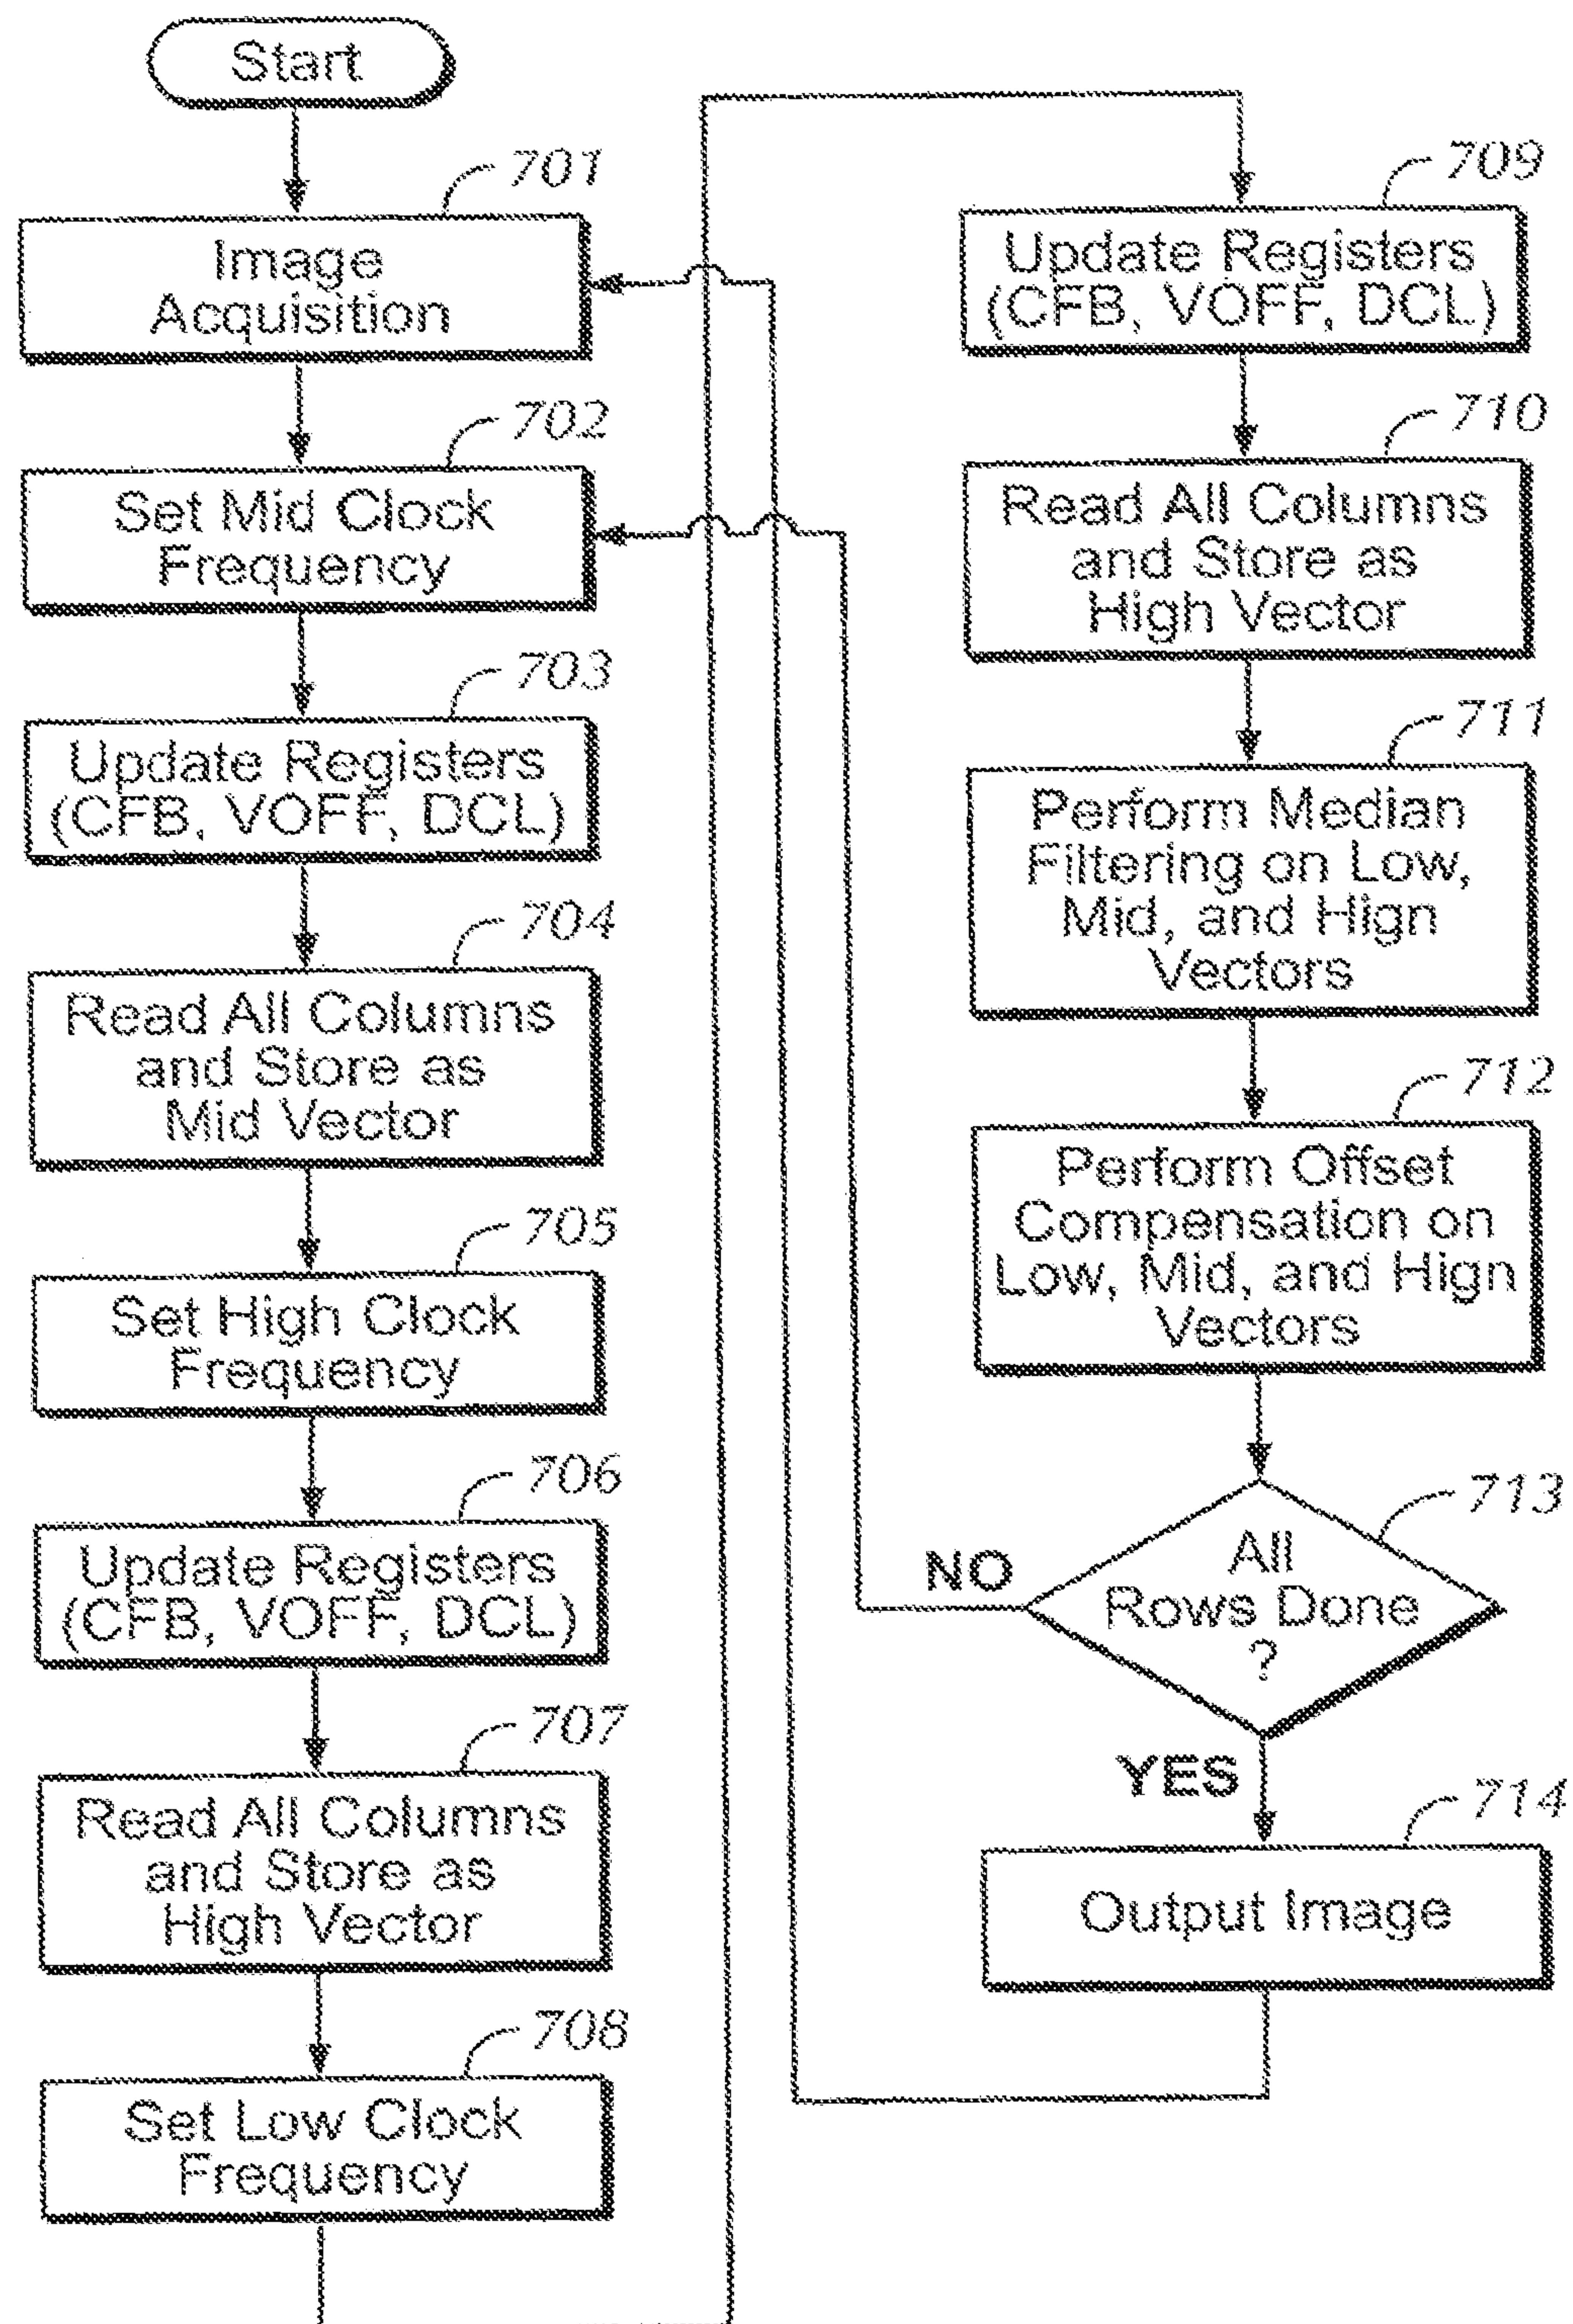 Start
701
Image
Acquisition
702
Set Mid Clock
Frequency
703
Update Registers
(CFB, VOFF, DCL)
704
Read All Columns
and Store as
Mid Vector
705
Set High Clock
Frequency
706
Update Registers
(CFB, VOFF, DCL)
707
Read All Columns
and Store as
High Vector
708
Set Low Clock
Frequency
709
Update Registers
(CFB, VOFF, DCL)
710
Read All Columns
and Store as
High Vector
711
Perform Median
Filtering on Low,
Mid, and Hign
Vectors
712
Perform Offset
Compensation on
Low, Mid, and Hign
Vectors
713
All
Rows Done
?
NO
YES
714
Output Image